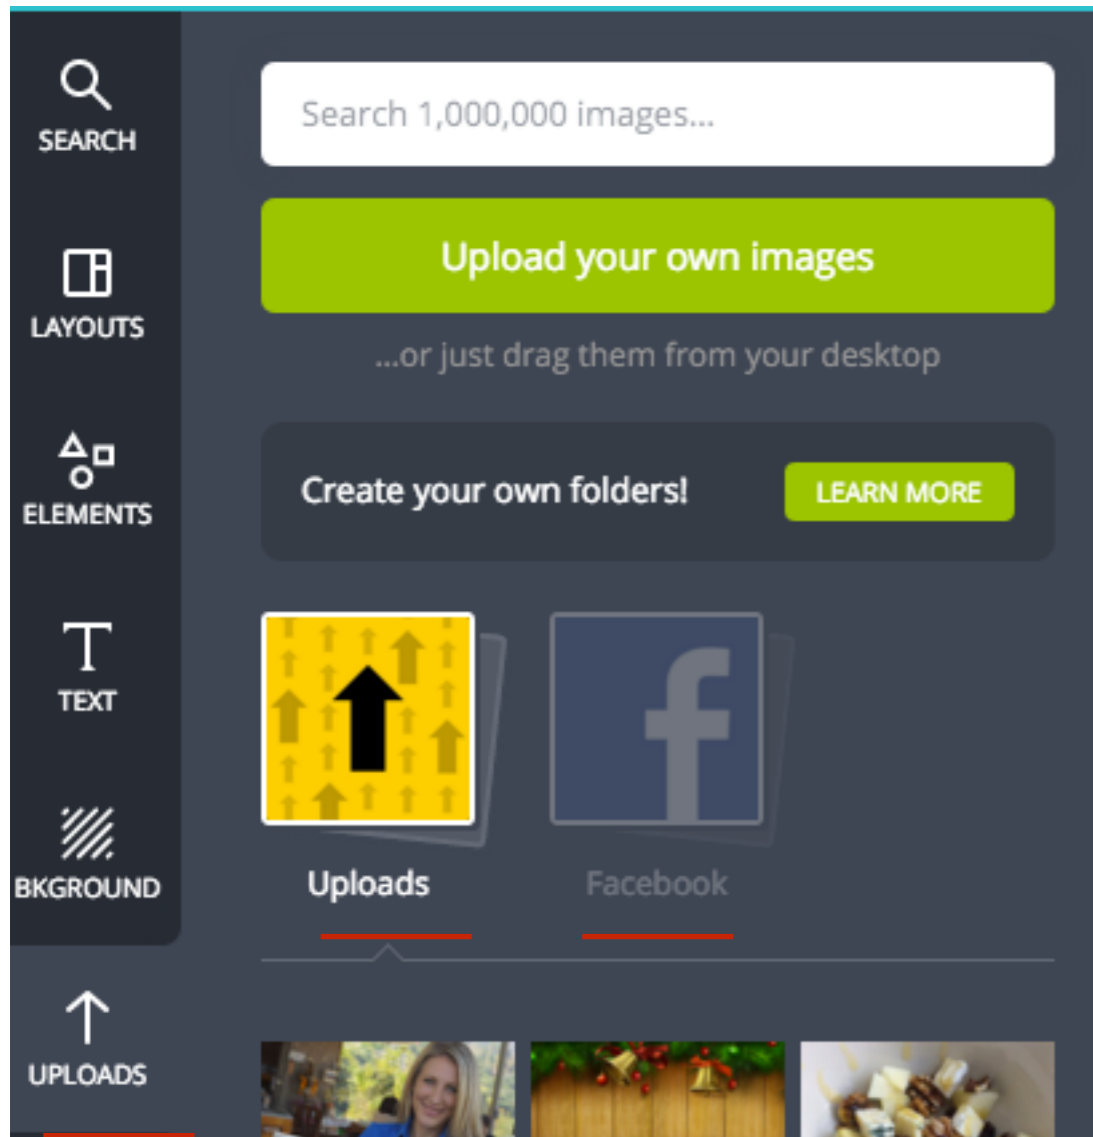 SEARCH
LAYOUTS
ELEMENTS
TEXT
BKGROUND
UPLOADS
Search 1,000,000 images...
Upload your own images
...or just drag them from your desktop
Create your own folders!
LEARN MORE
Uploads
Facebook